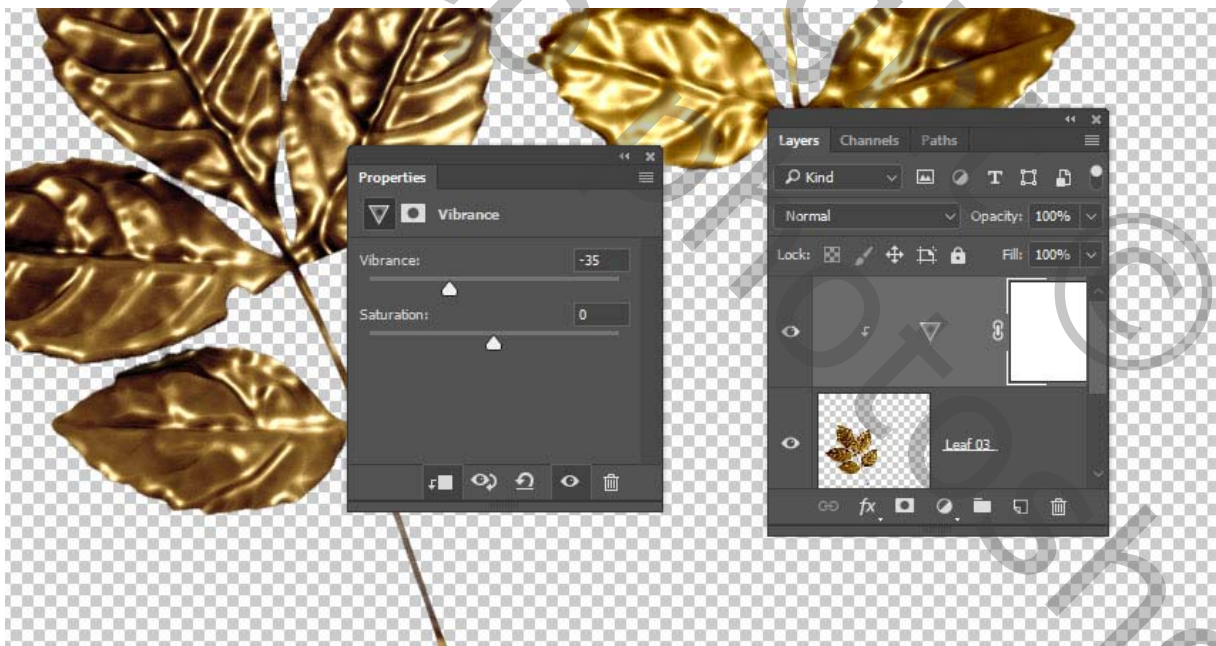 Properties
Vibrance
Vibrance: -35
Saturation: 0
Layers Channels Paths
Kind
Normal Opacity: 100%
Lock: Fill: 100%
Leaf 03